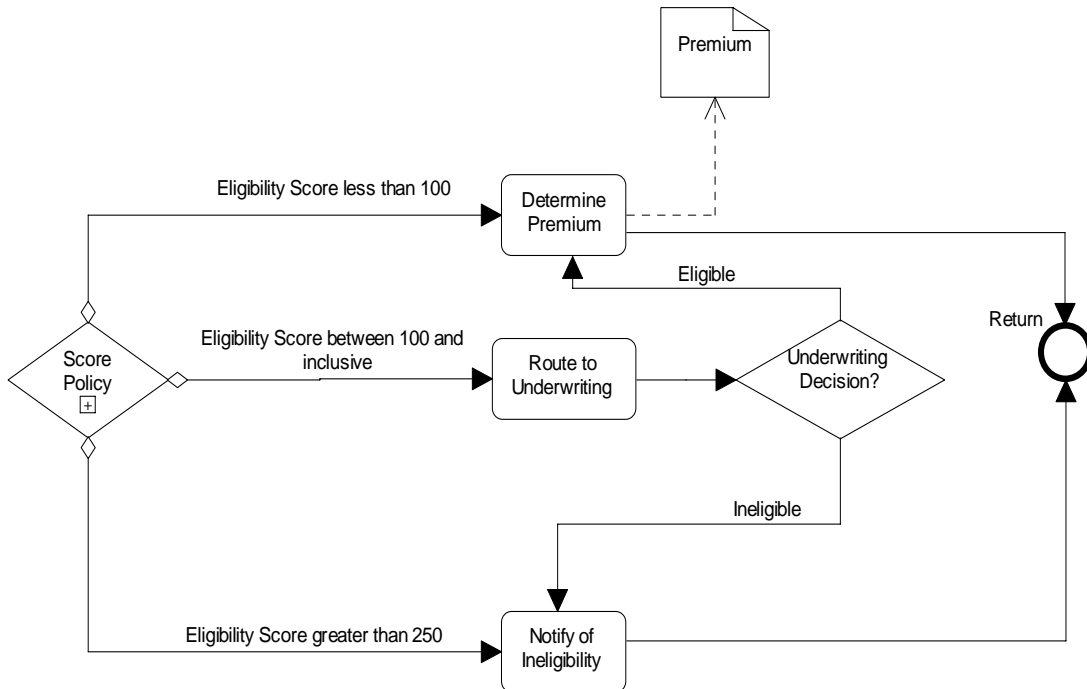 Premium
Eligibility Score less than 100
Determine
Premium
Eligible
Return
Eligibility Score between 100 and
inclusive
Score
Policy
+
Route to
Underwriting
Underwriting
Decision?
Ineligible
Eligibility Score greater than 250
Notify of
Ineligibility